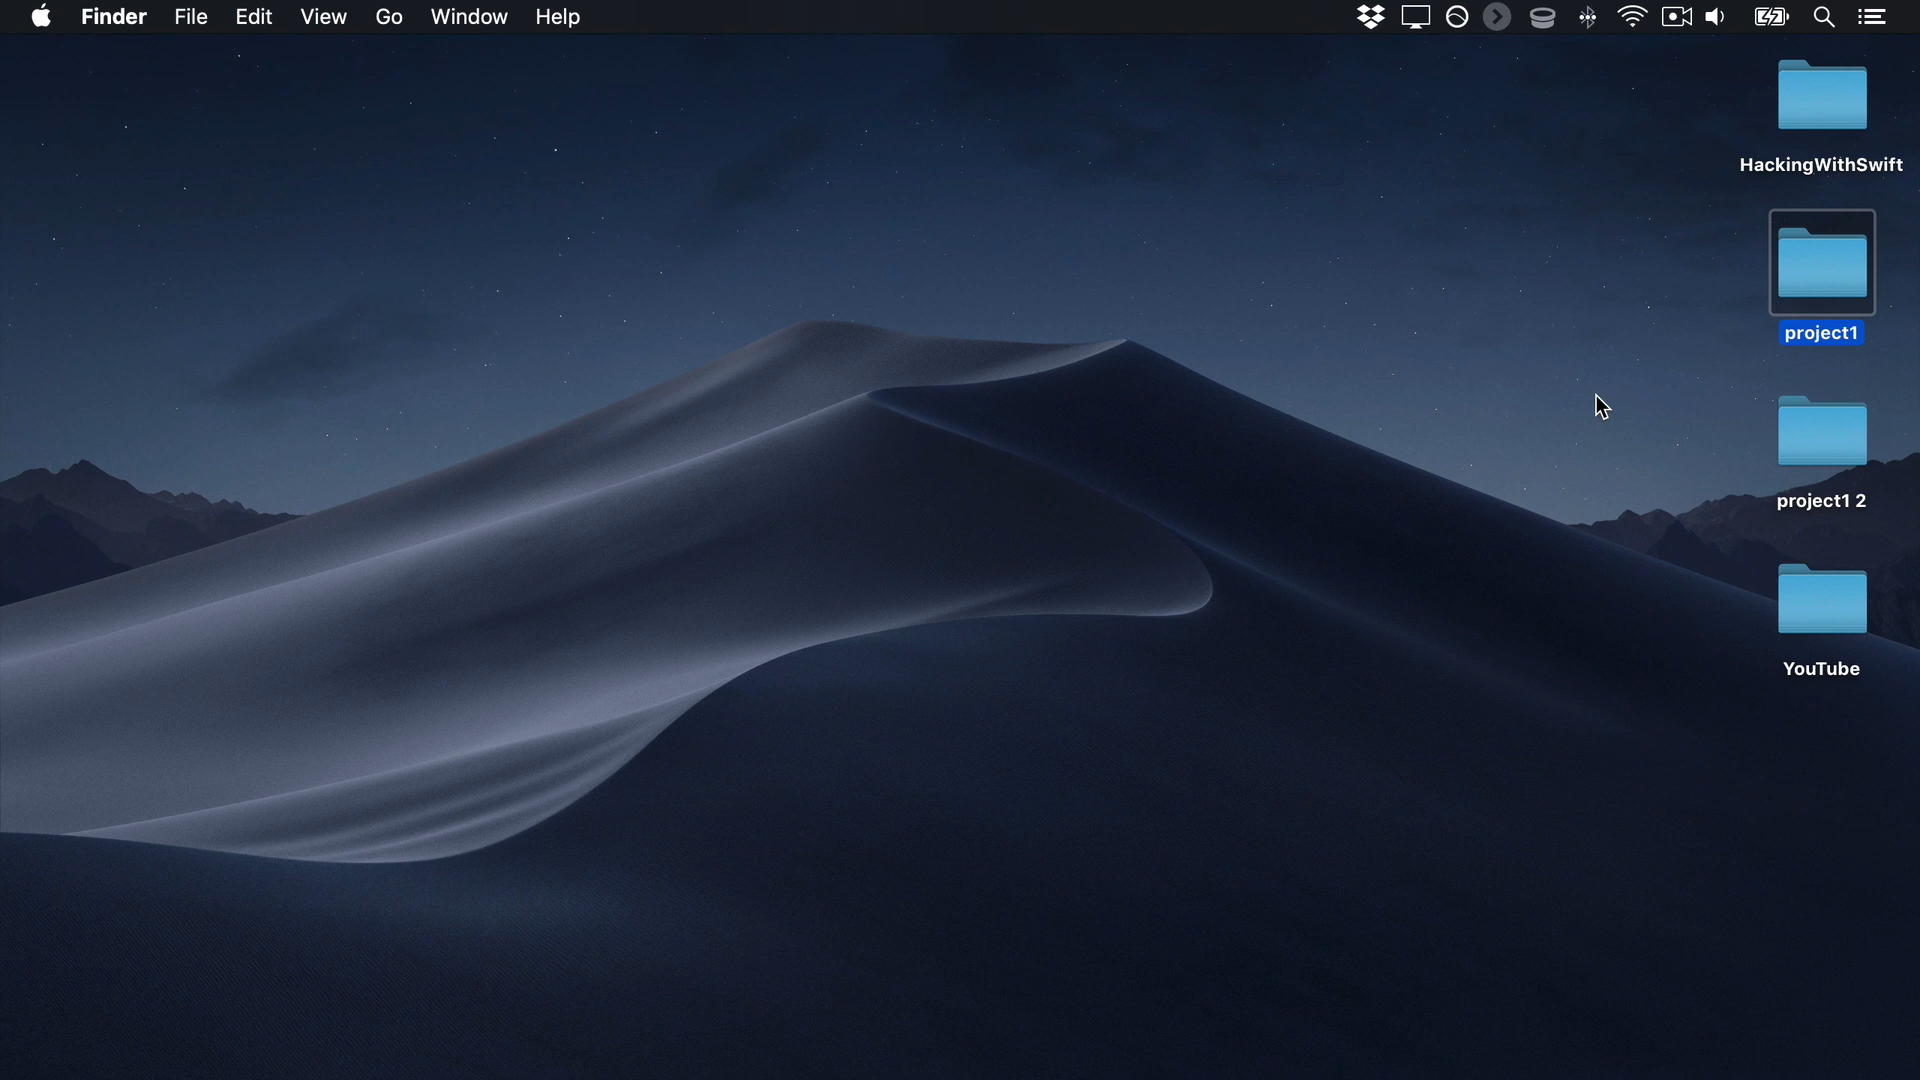 Finder File Edit View Go Window Help
HackingWithSwift
project1
project1 2
YouTube